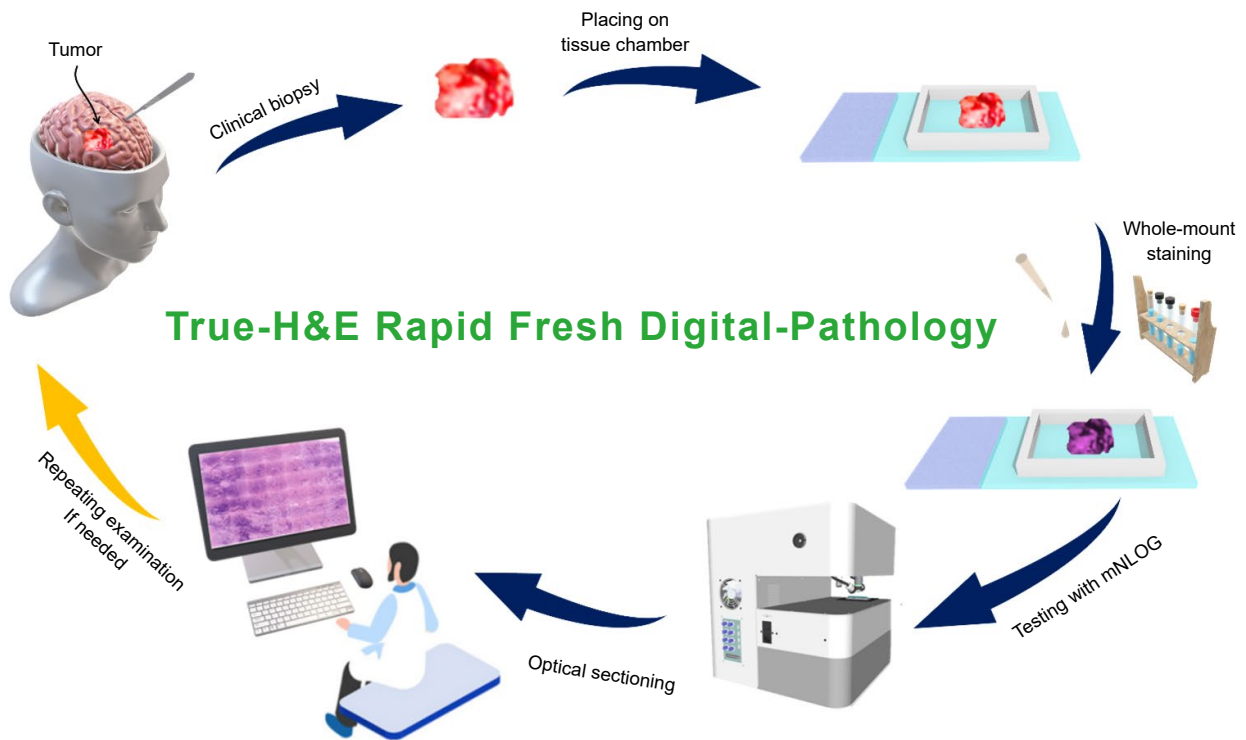 Tumor
Clinical biopsy
Placing on
tissue chamber
Whole-mount
staining
True-H&E Rapid Fresh Digital-Pathology
Testing with mNLOG
Optical sectioning
Repeating examination
If needed